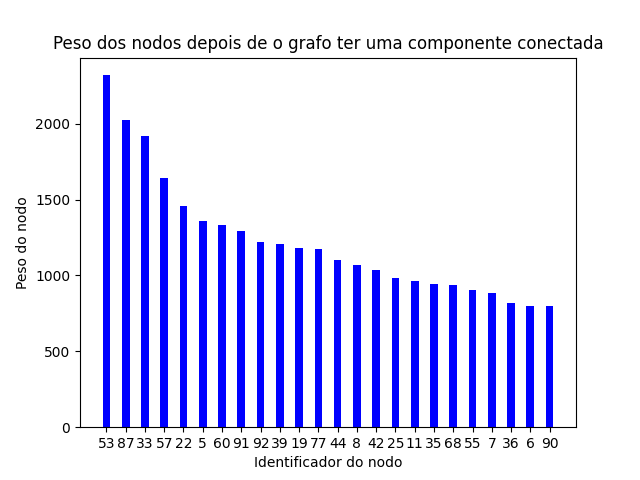 Peso dos nodos depois de o grafo ter uma componente conectada
Peso do nodo
2000
1500
1000
500
0
53 87 33 57 22 5 60 91 92 39 19 77 44 8 42 25 11 35 68 55 7 36 6 90
Identificador do nodo